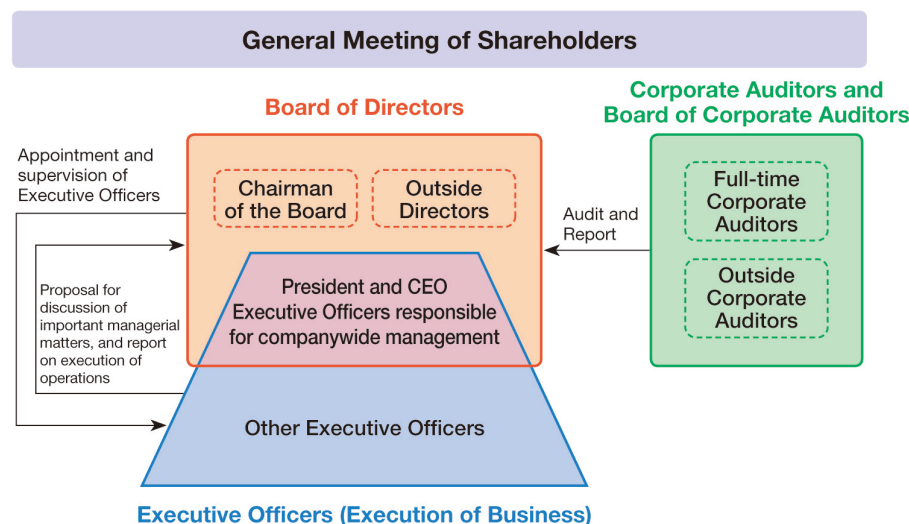 General Meeting of Shareholders
Corporate Auditors and
Board of Corporate Auditors
Board of Directors
Appointment and
supervision of
Executive Officers
Chairman
of the Board
Outside
Directors
Full-time
Corporate
Auditors
Audit and
Report
Outside
Corporate
Auditors
President and CEO
Executive Officers responsible
for companywide management
Proposal for
discussion of
important managerial
matters, and report
on execution of
operations
Other Executive Officers
Executive Officers (Execution of Business)